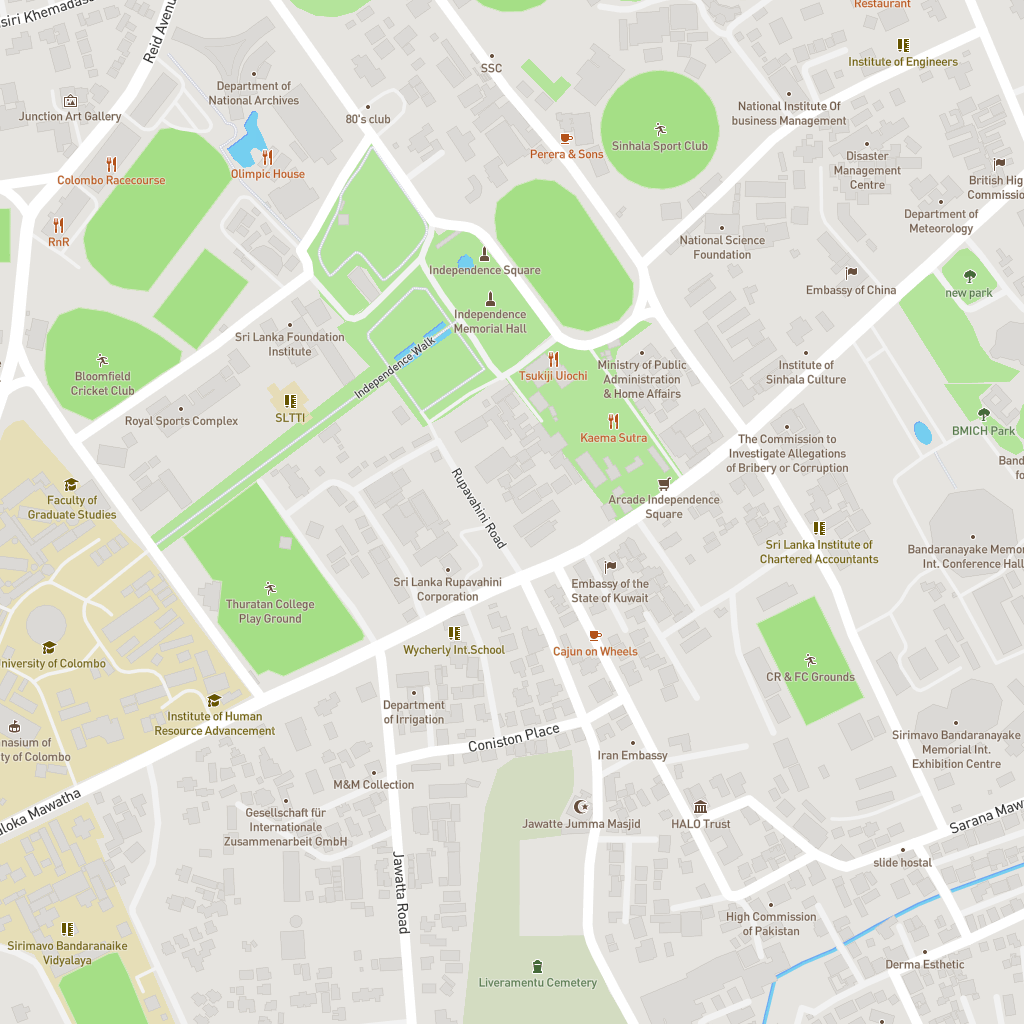 Restaurant
Reid Avenue
SSC
Institute of Engineers
Department of
National Archives
Junction Art Gallery
80's club
National Institute Of
business Management
Perera & Sons
Sinhala Sport Club
Disaster
Management
Centre
Colombo Racecourse
Olimpic House
British High
Commission
Department of
Meteorology
RnR
National Science
Foundation
Independence Square
Embassy of China
new park
Independence
Memorial Hall
Sri Lanka Foundation
Institute
Independence Walk
Bloomfield
Cricket Club
Tsukiji Uiochi
Ministry of Public
Administration
& Home Affairs
Institute of
Sinhala Culture
SLTTI
Royal Sports Complex
Kaema Sutra
BMICH Park
The Commission to
Investigate Allegations
of Bribery or Corruption
Faculty of
Graduate Studies
Rupavahini Road
Arcade Independence
Square
Sri Lanka Institute of
Chartered Accountants
Bandaranayake Memor
Int. Conference Hall
Sri Lanka Rupavahini
Corporation
Embassy of the
State of Kuwait
Thuratan College
Play Ground
University of Colombo
Wycherly Int.School
Cajun on Wheels
CR & FC Grounds
Institute of Human
Resource Advancement
Department
of Irrigation
Coniston Place
Iran Embassy
Sirimavo Bandaranayake
Memorial Int.
Exhibition Centre
M&M Collection
Gesellschaft für
Internationale
Zusammenarbeit GmbH
Jawatte Jumma Masjid
HALO Trust
Sarana Maw
slide hostal
Jawatta Road
High Commission
of Pakistan
Sirimavo Bandaranaike
Vidyalaya
Derma Esthetic
Liveramentu Cemetery